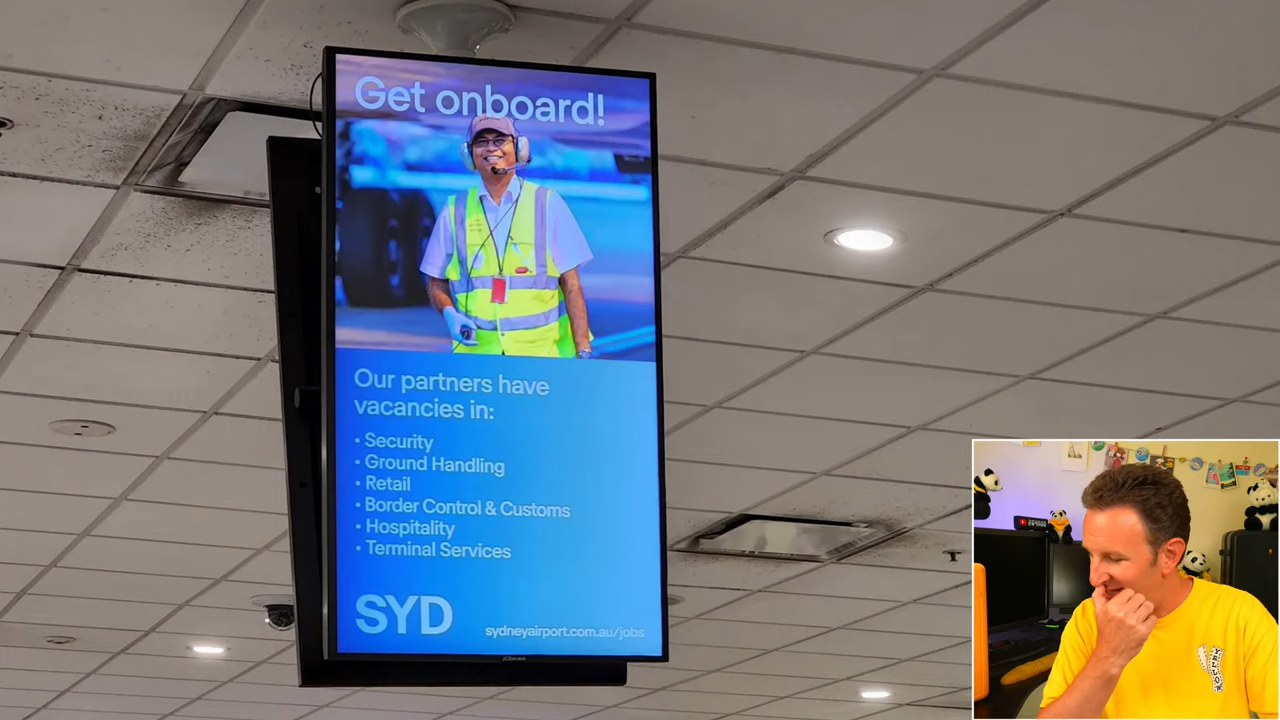 Get onboard!
Our partners have
vacancies in:
• Security
• Ground Handling
• Retail
• Border Control & Customs
• Hospitality
• Terminal Services
SYD
sydneyairport.com.au/jobs
JCDecaux